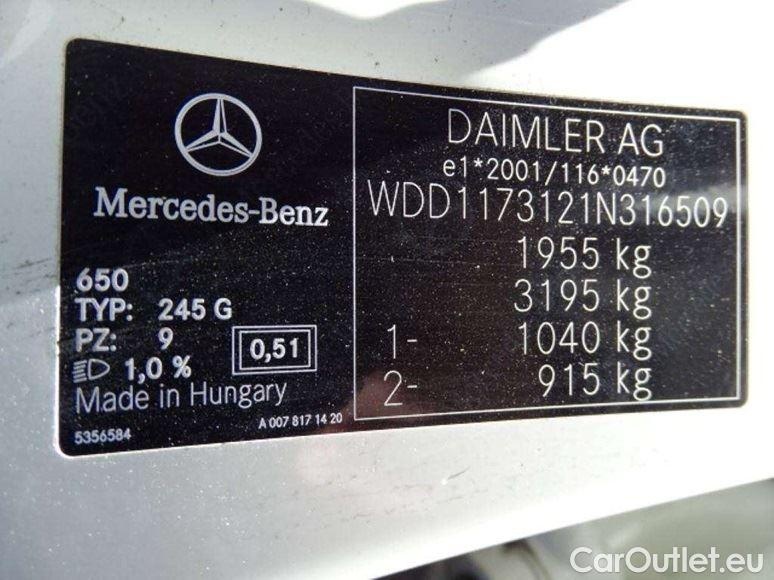 Mercedes-Benz
650
TYP: 245 G
PZ: 9
1,0 %
0,51
Made in Hungary
5356584
A 007 817 14 20
DAIMLER AG
e1*2001/116*0470
WDD1173121N316509
1955 kg
3195 kg
1- 1040 kg
2- 915 kg
CarOutlet.eu